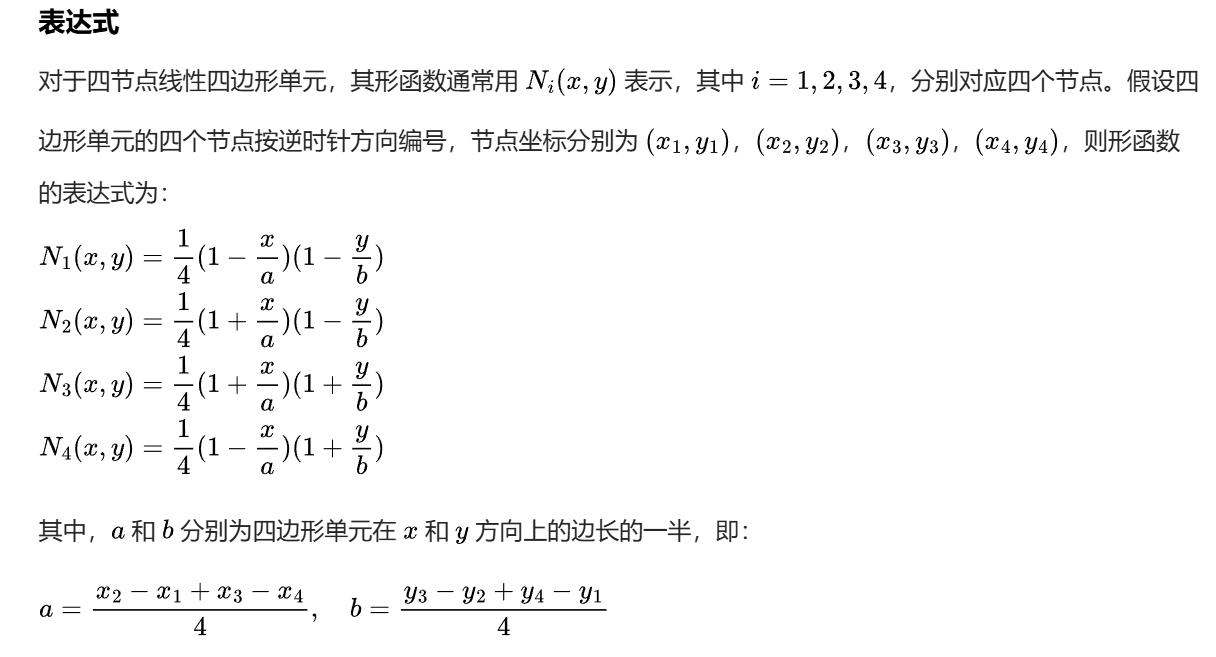 表达式
对于四节点线性四边形单元，其形函数通常用 $N_i(x, y)$ 表示，其中 $i = 1, 2, 3, 4$，分别对应四个节点。假设四
边形单元的四个节点按逆时针方向编号，节点坐标分别为 $(x_1, y_1)$，$(x_2, y_2)$，$(x_3, y_3)$，$(x_4, y_4)$，则形函数
的表达式为：
$N_1(x, y) = \frac{1}{4}(1 - \frac{x}{a})(1 - \frac{y}{b})$
$N_2(x, y) = \frac{1}{4}(1 + \frac{x}{a})(1 - \frac{y}{b})$
$N_3(x, y) = \frac{1}{4}(1 + \frac{x}{a})(1 + \frac{y}{b})$
$N_4(x, y) = \frac{1}{4}(1 - \frac{x}{a})(1 + \frac{y}{b})$
其中，$a$ 和 $b$ 分别为四边形单元在 $x$ 和 $y$ 方向上的边长的一半，即：
$a = \frac{x_2 - x_1 + x_3 - x_4}{4}, \quad b = \frac{y_3 - y_2 + y_4 - y_1}{4}$